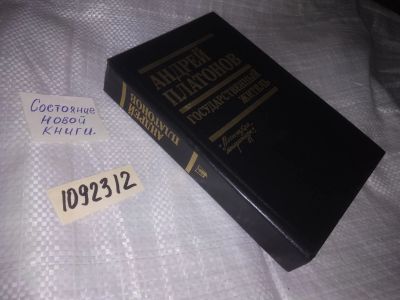 Состояние
новой
книги.
1092312
АНДРЕЙ
ПЛАТОНОВ
ГОСУДАРСТВЕННЫЙ
ЖИТЕЛЬ
АНДРЕЙ
ПЛАТОНОВ